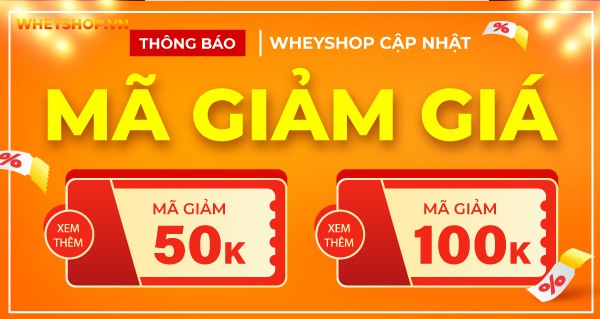 WHEYSHOP.VN
THÔNG BÁO
WHEYSHOP CẬP NHẬT
MÃ GIẢM GIÁ
XEM
THÊM
MÃ GIẢM
50K
XEM
THÊM
MÃ GIẢM
100K
%
%
%
%